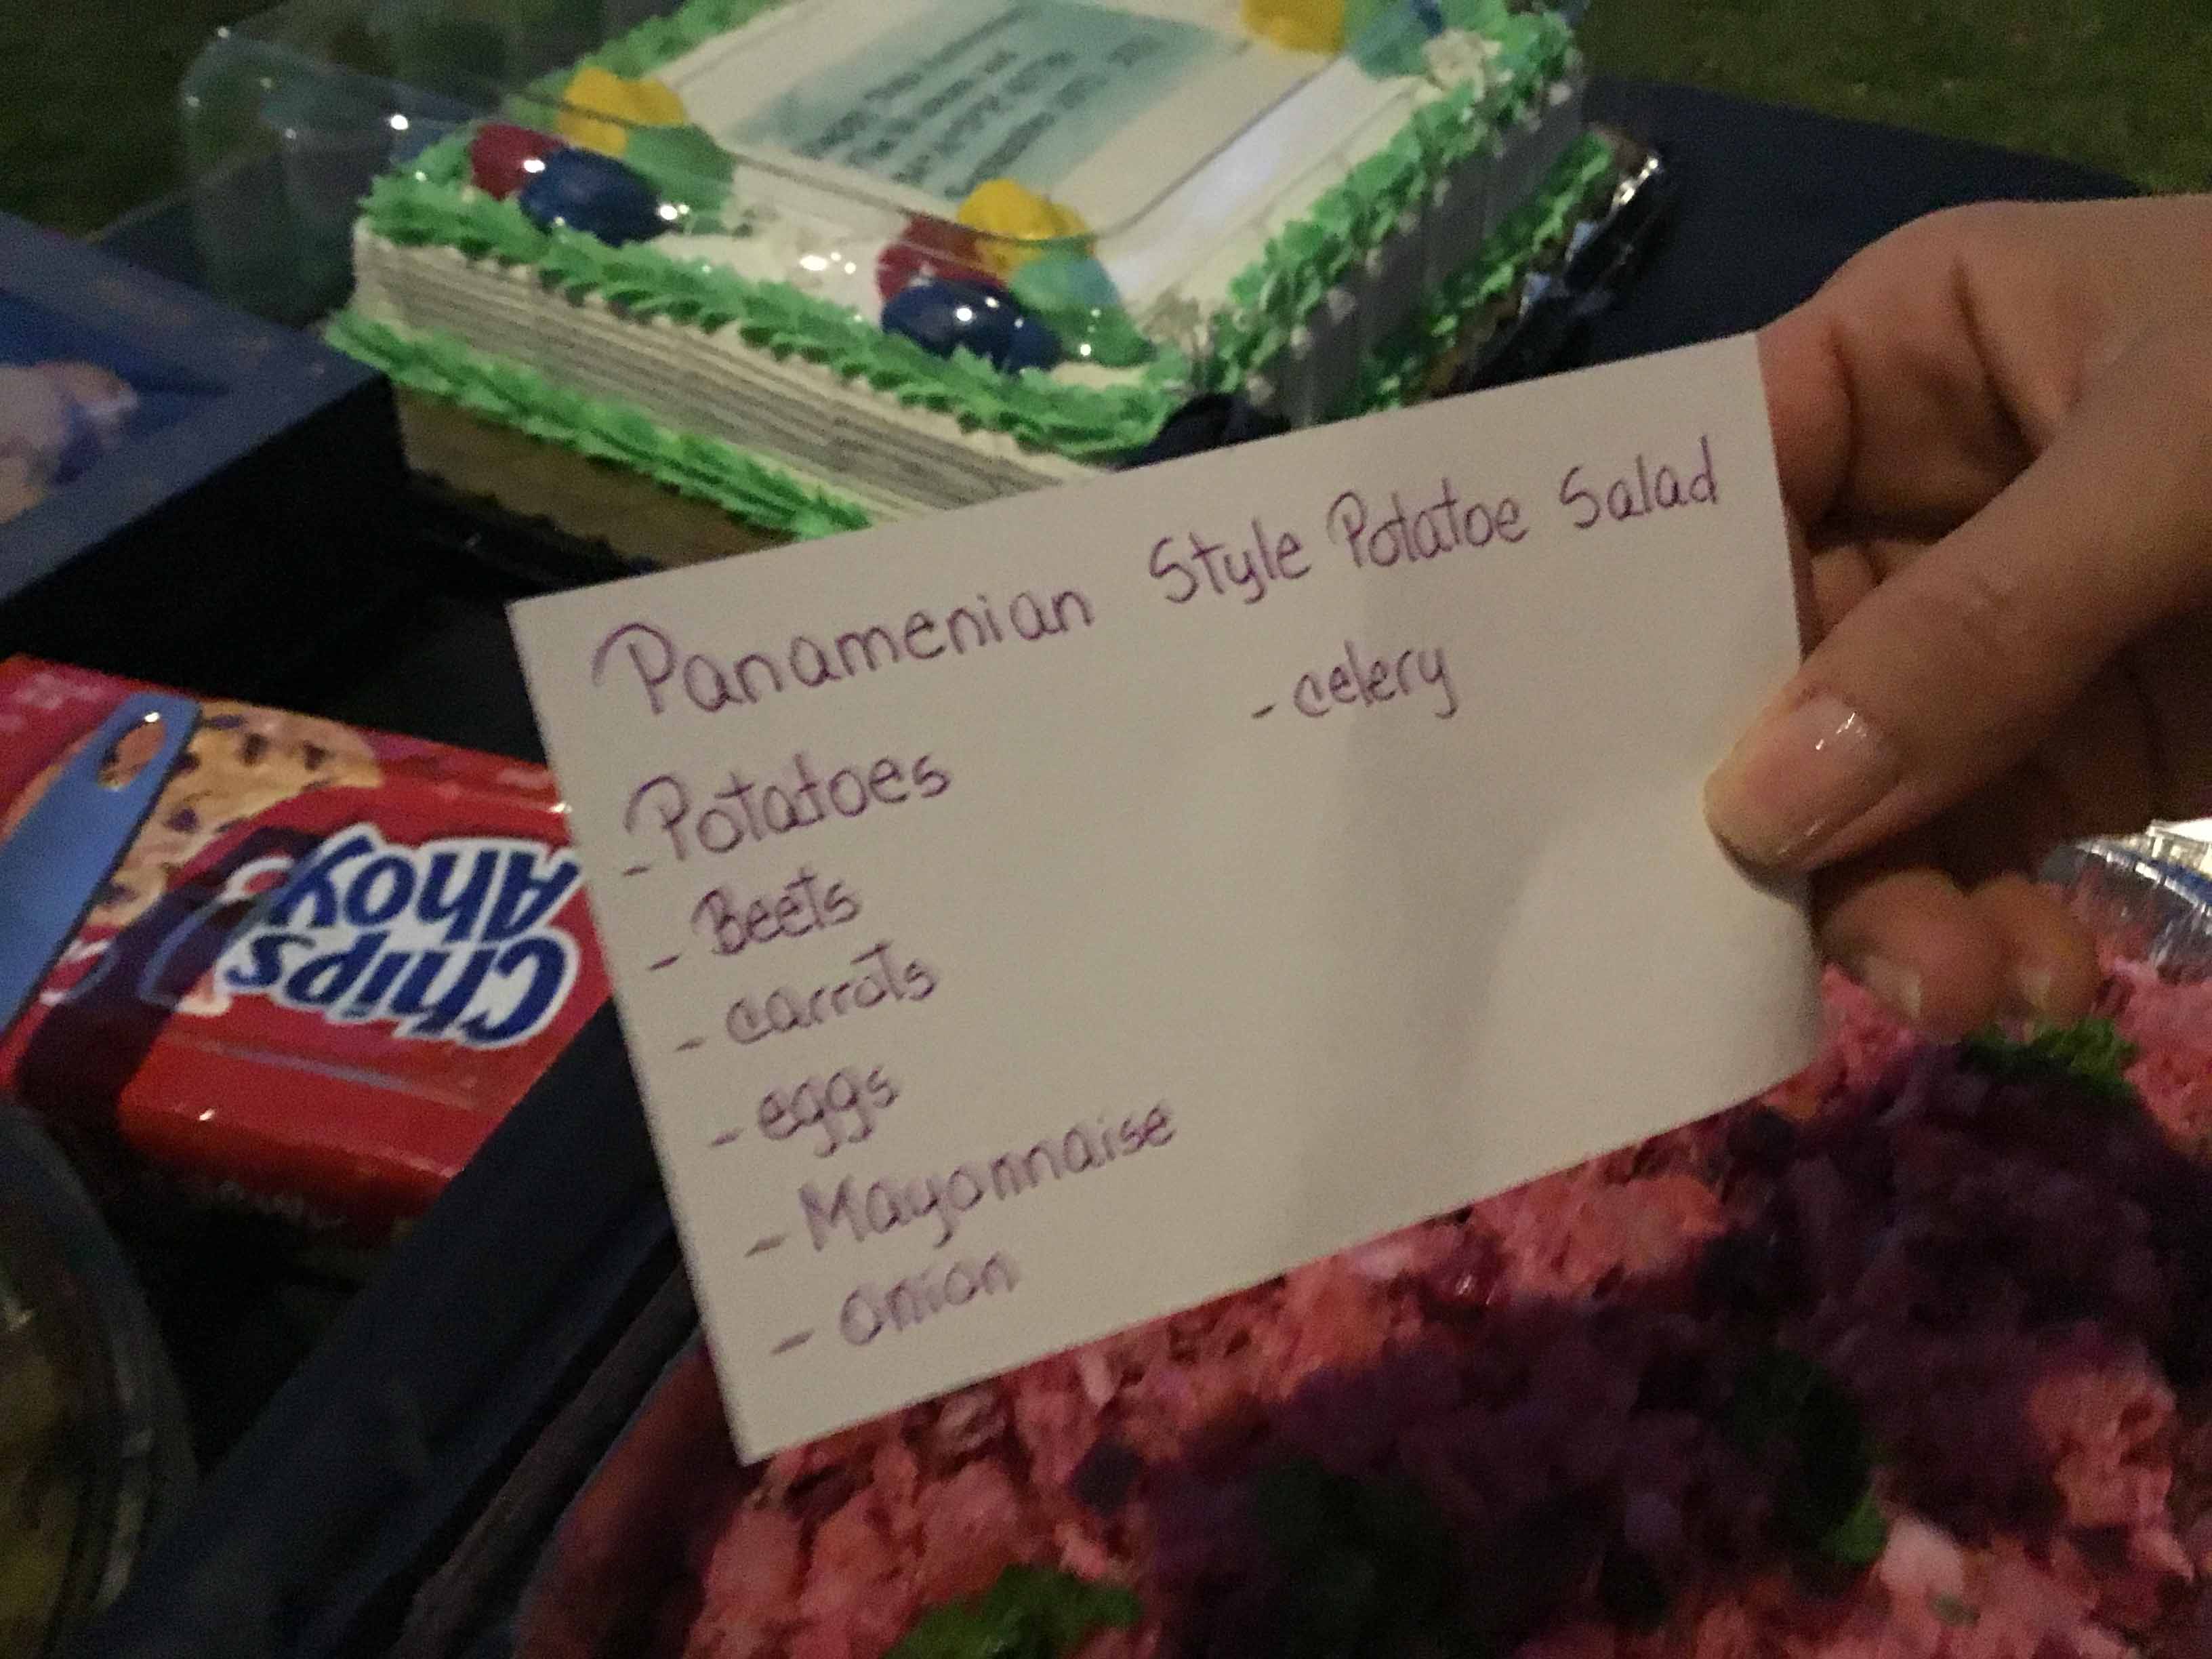 Panamenian Style Potatoe Salad
- Potatoes
- Beets
- carrots
- eggs
- Mayonnaise
- onion
- celery
Chips
Ahoy